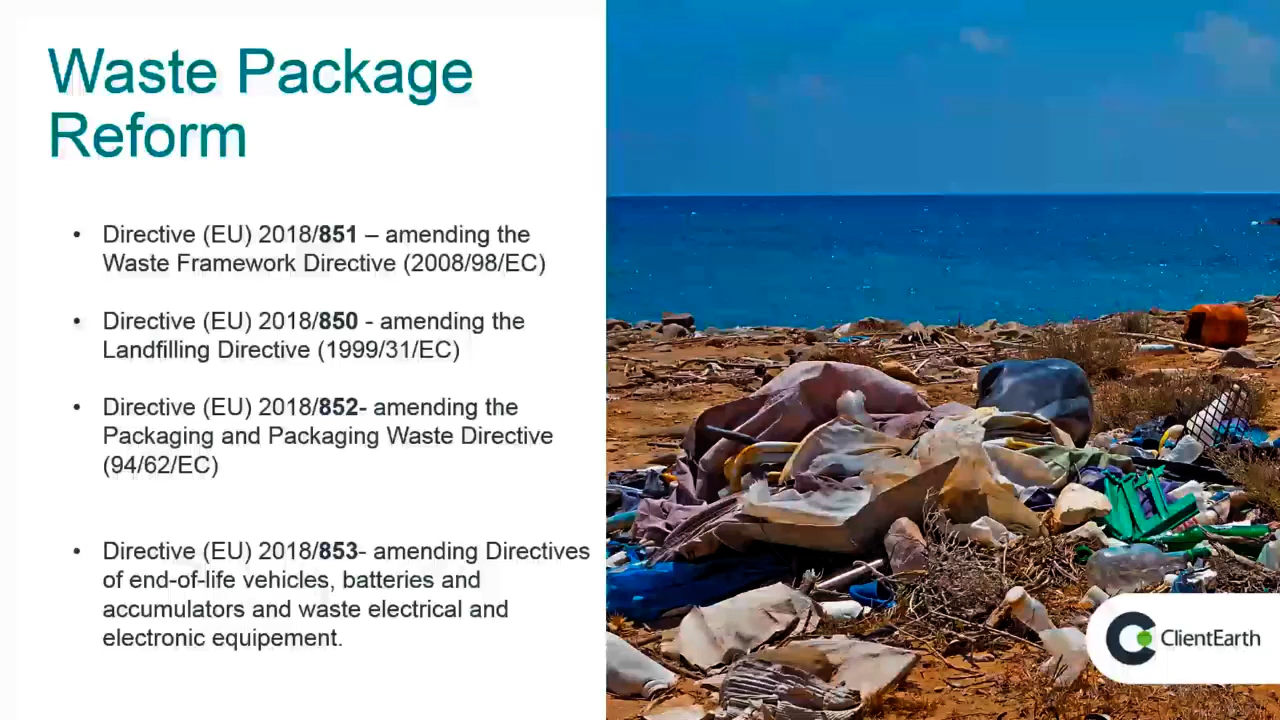 Waste Package
Reform
• Directive (EU) 2018/851 – amending the
Waste Framework Directive (2008/98/EC)
• Directive (EU) 2018/850 - amending the
Landfilling Directive (1999/31/EC)
• Directive (EU) 2018/852- amending the
Packaging and Packaging Waste Directive
(94/62/EC)
• Directive (EU) 2018/853- amending Directives
of end-of-life vehicles, batteries and
accumulators and waste electrical and
electronic equipement.
ClientEarth